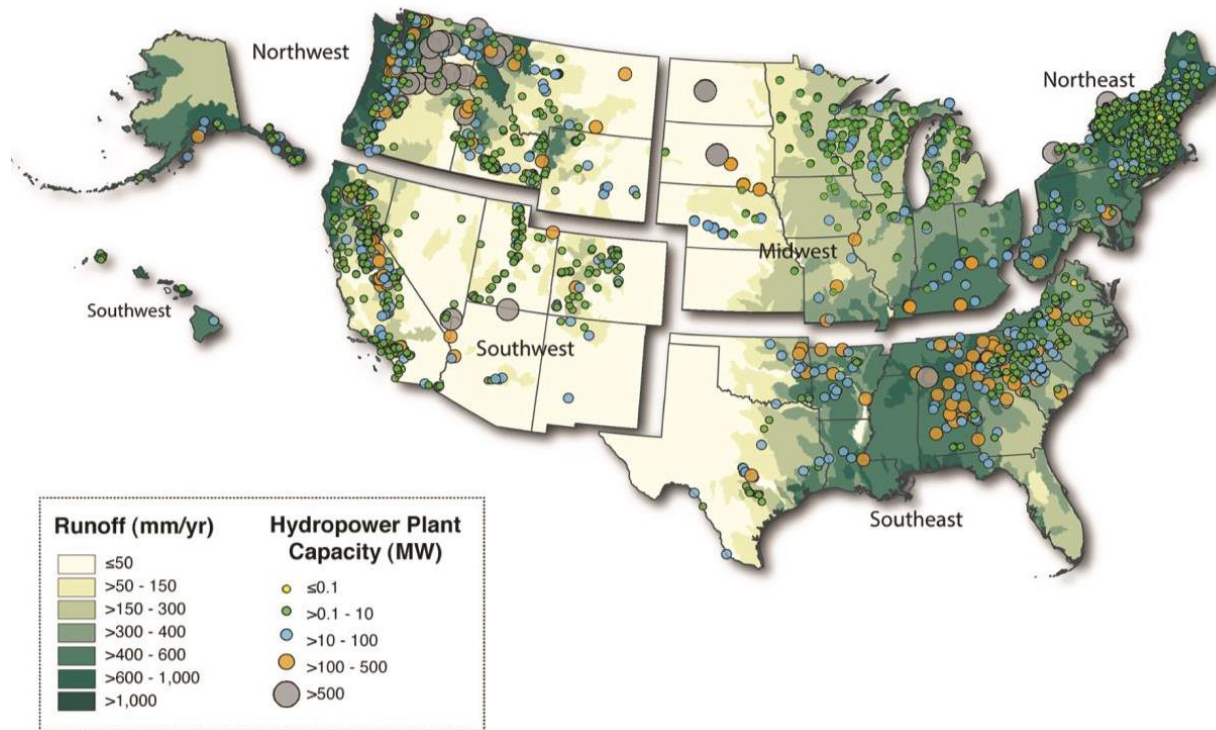 Northwest
Northeast
Midwest
Southwest
Southwest
Southeast
Runoff (mm/yr)
≤50
>50 - 150
>150 - 300
>300 - 400
>400 - 600
>600 - 1,000
>1,000
Hydropower Plant
Capacity (MW)
≤0.1
>0.1 - 10
>10 - 100
>100 - 500
>500